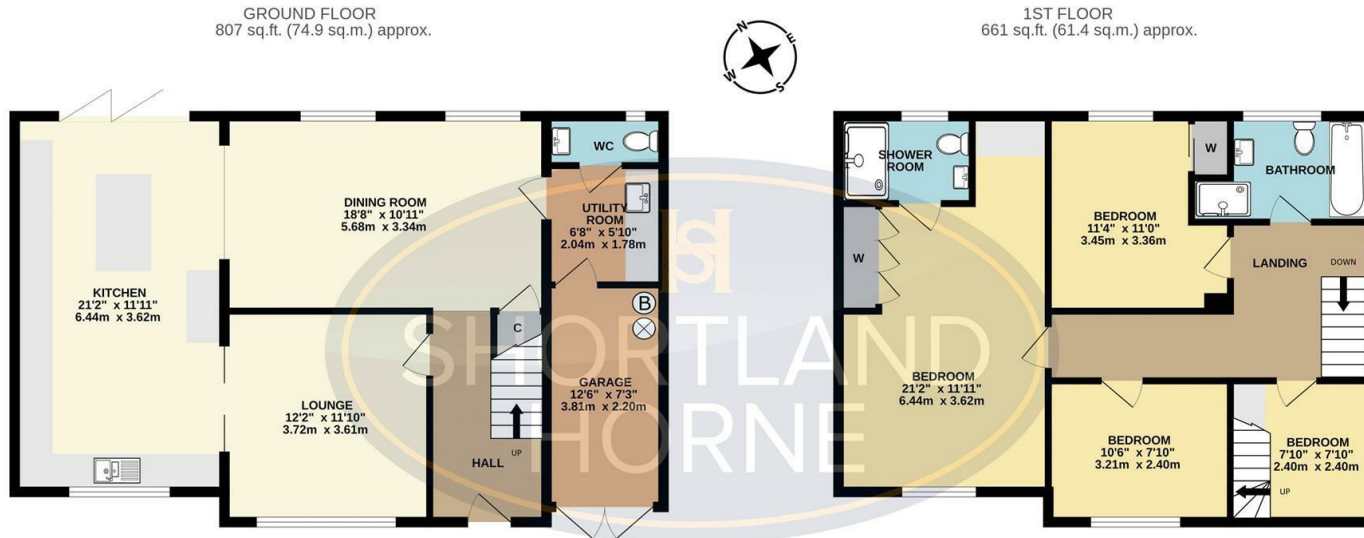 GROUND FLOOR
807 sq.ft. (74.9 sq.m.) approx.
1ST FLOOR
661 sq.ft. (61.4 sq.m.) approx.
N
E
S
W
KITCHEN
21'2" x 11'11"
6.44m x 3.62m
DINING ROOM
18'8" x 10'11"
5.68m x 3.34m
WC
UTILITY
ROOM
6'8" x 5'10"
2.04m x 1.78m
B
C
LOUNGE
12'2" x 11'10"
3.72m x 3.61m
HALL
UP
GARAGE
12'6" x 7'3"
3.81m x 2.20m
SHOWER
ROOM
W
BEDROOM
21'2" x 11'11"
6.44m x 3.62m
BEDROOM
11'4" x 11'0"
3.45m x 3.36m
W
BATHROOM
LANDING
DOWN
BEDROOM
10'6" x 7'10"
3.21m x 2.40m
BEDROOM
7'10" x 7'10"
2.40m x 2.40m
UP
SH
SHORTLAND
HORNE